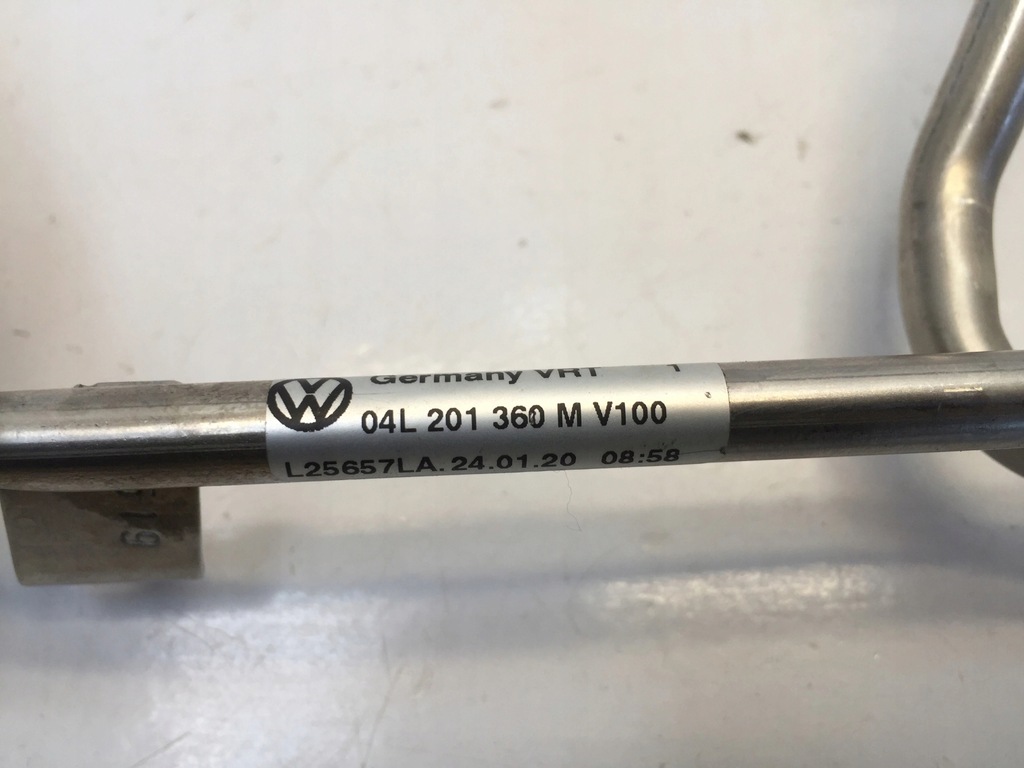 Germany VRT 1
04L 201 360 M V100
L25657LA.24.01.20 08:58